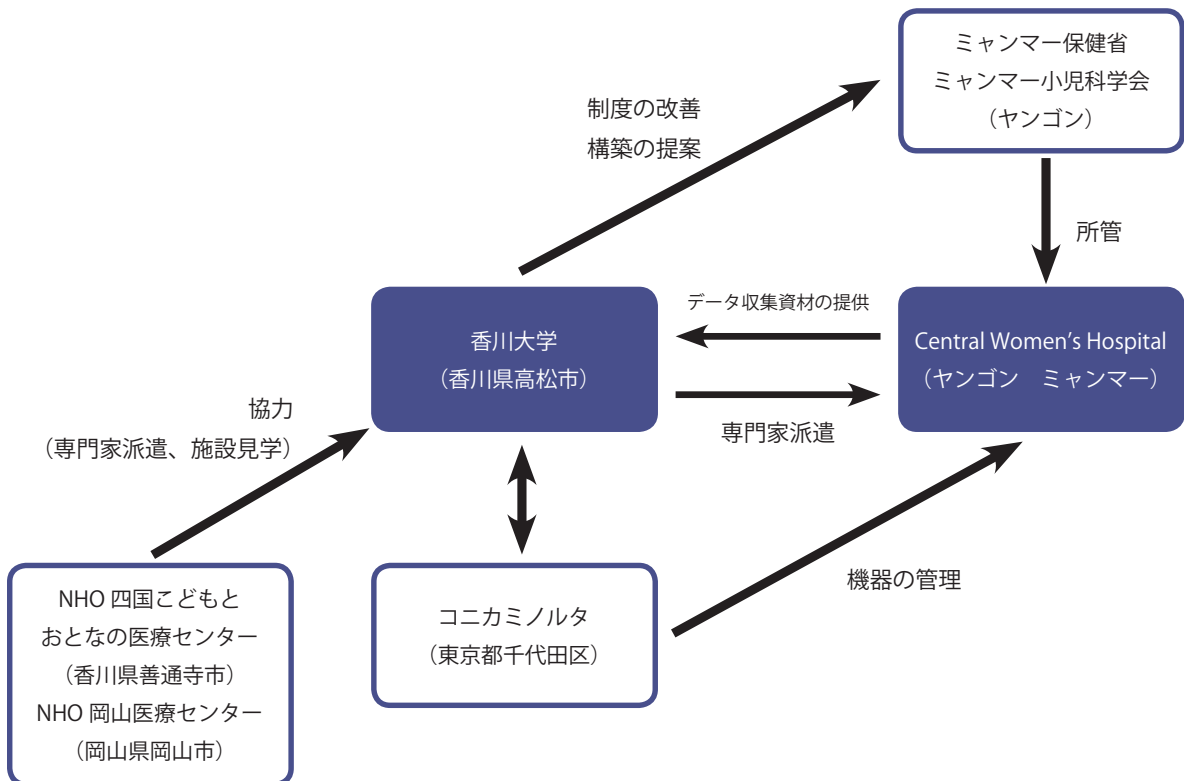 ミャンマー保健省
ミャンマー小児科学会
（ヤンゴン）
制度の改善
構築の提案
所管
データ収集資材の提供
香川大学
（香川県高松市）
Central Women's Hospital
（ヤンゴン　ミャンマー）
専門家派遣
協力
（専門家派遣、施設見学）
機器の管理
NHO 四国こどもと
おとなの医療センター
（香川県善通寺市）
NHO 岡山医療センター
（岡山県岡山市）
コニカミノルタ
（東京都千代田区）